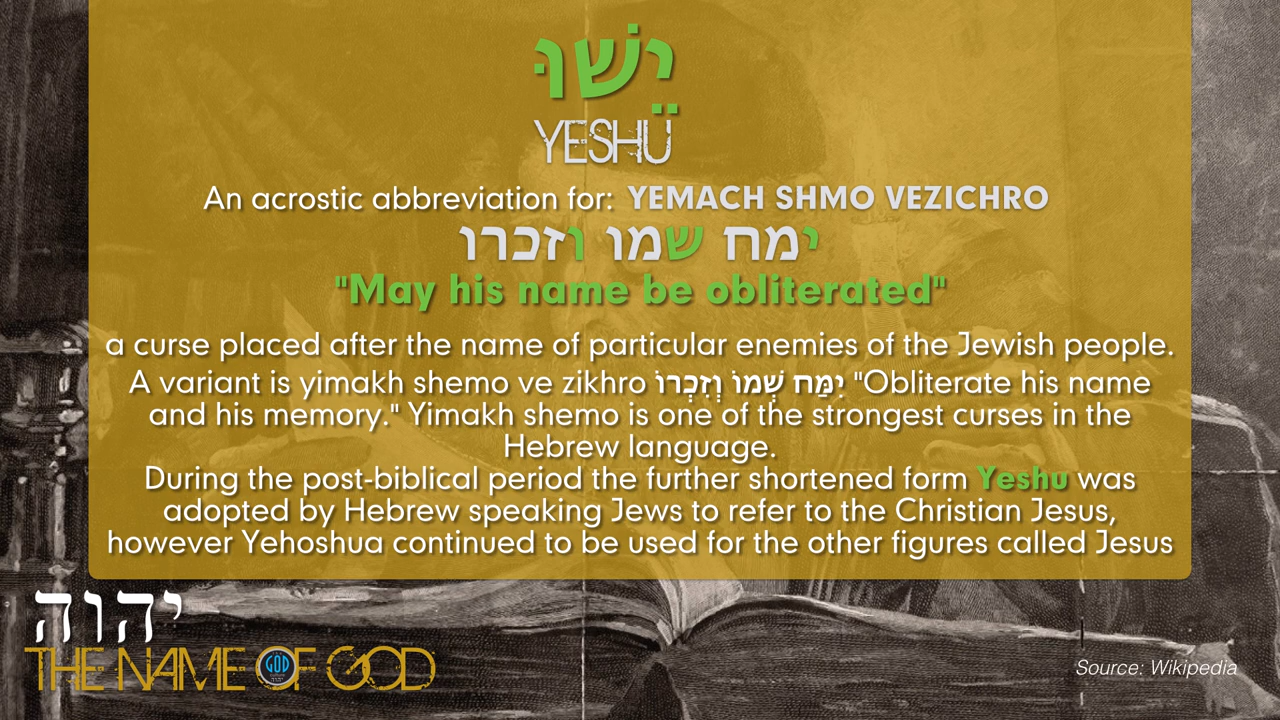 יֵשׁוּ
YESHU
An acrostic abbreviation for: YEMACH SHMO VEZICHRO
ימח שמו וזכרו
"May his name be obliterated"
a curse placed after the name of particular enemies of the Jewish people.
A variant is yimakh shemo ve zikhro יִמַּח שְׁמוֹ וְזִכְרוֹ "Obliterate his name
and his memory." Yimakh shemo is one of the strongest curses in the
Hebrew language.
During the post-biblical period the further shortened form Yeshu was
adopted by Hebrew speaking Jews to refer to the Christian Jesus,
however Yehoshua continued to be used for the other figures called Jesus
יהוה
THE NAME OF GOD
GOD
Source: Wikipedia